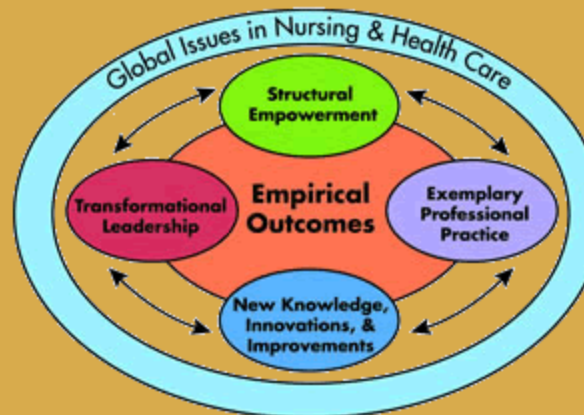 Global Issues in Nursing & Health Care
Structural
Empowerment
Transformational
Leadership
Empirical
Outcomes
Exemplary
Professional
Practice
New Knowledge,
Innovations, &
Improvements